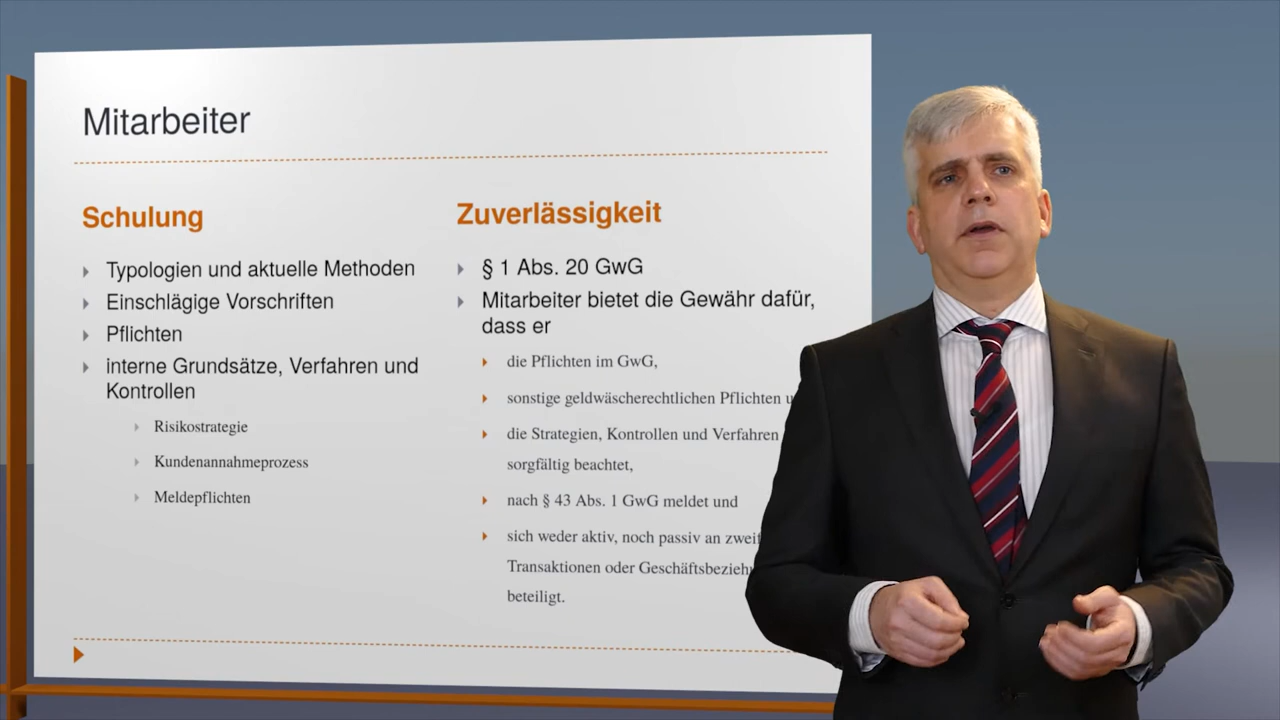 Mitarbeiter
Schulung
Typologien und aktuelle Methoden
Einschlägige Vorschriften
Pflichten
interne Grundsätze, Verfahren und
Kontrollen
Risikostrategie
Kundenannahmeprozess
Meldepflichten
Zuverlässigkeit
§ 1 Abs. 20 GwG
Mitarbeiter bietet die Gewähr dafür,
dass er
die Pflichten im GwG,
sonstige geldwäscherechtlichen Pflichten
die Strategien, Kontrollen und Verfahren
sorgfältig beachtet,
nach § 43 Abs. 1 GwG meldet und
sich weder aktiv, noch passiv an
Transaktionen oder
beteiligt.